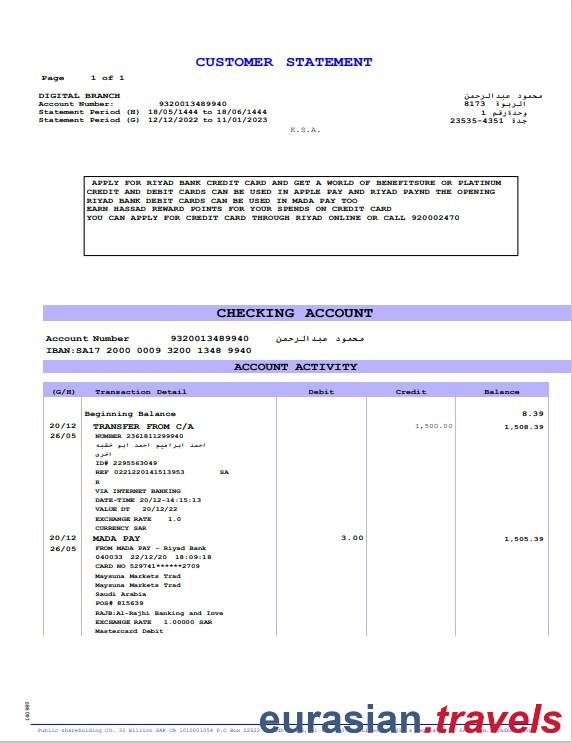 CUSTOMER STATEMENT
Page 1 of 1
DIGITAL BRANCH
محمود عبدالرحمن
Account Number: 9320013489940
الربوة 8173
Statement Period (H) 18/05/1444 to 18/06/1444
وحدةرقم 1
Statement Period (G) 12/12/2022 to 11/01/2023
جدة 4351-23535
K.S.A.
APPLY FOR RIYAD BANK CREDIT CARD AND GET A WORLD OF BENEFITSURE OR PLATINUM
CREDIT AND DEBIT CARDS CAN BE USED IN APPLE PAY AND RIYAD PAYND THE OPENING
RIYAD BANK DEBIT CARDS CAN BE USED IN MADA PAY TOO
EARN HASSAD REWARD POINTS FOR YOUR SPENDS ON CREDIT CARD
YOU CAN APPLY FOR CREDIT CARD THROUGH RIYAD ONLINE OR CALL 920002470
CHECKING ACCOUNT
Account Number 9320013489940 محمود عبدالرحمن
IBAN:SA17 2000 0009 3200 1348 9940
ACCOUNT ACTIVITY
(G/H) Transaction Detail Debit Credit Balance
Beginning Balance 8.39
20/12 TRANSFER FROM C/A 1,500.00 1,508.39
26/05 NUMBER 2361811299940
احمد ابراهيم احمد ابو خشبه
اخرى
ID# 2295563049
REF 0221220141513953 SA
R
VIA INTERNET BANKING
DATE-TIME 20/12-14:15:13
VALUE DT 20/12/22
EXCHANGE RATE 1.0
CURRENCY SAR
20/12 MADA PAY 3.00 1,505.39
26/05 FROM MADA PAY - Riyad Bank
040033 22/12/20 18:09:18
CARD NO 529741******2709
Maysuna Markets Trad
Maysuna Markets Trad
Saudi Arabia
POS# 815639
RAJB:Al-Rajhi Banking and Inve
EXCHANGE RATE 1.00000 SAR
Mastercard Debit
eurasian.travels
Public shareholding CO. 30 Billion SAR CR 1010001054 P.O Box 22622